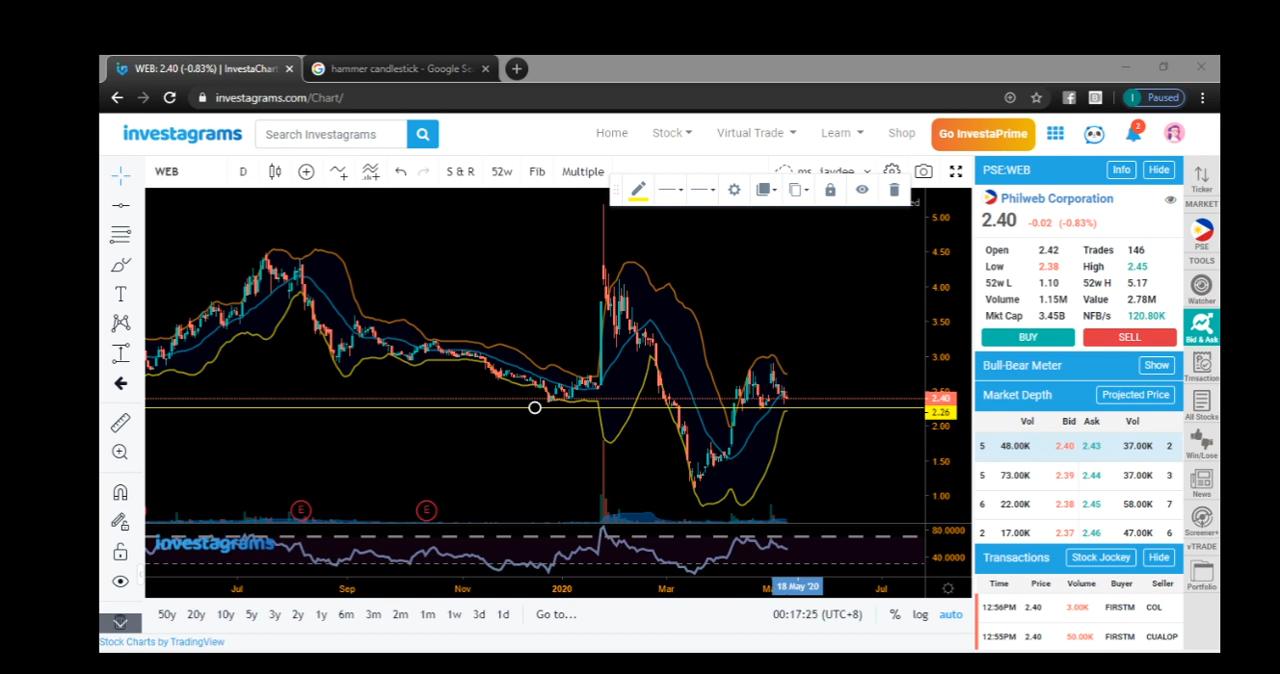 WEB: 2.40 (-0.83%) | InvestaChar
hammer candlestick - Google Se
investagrams.com/Chart/
Paused
investagrams
Search Investagrams
Home
Stock
Virtual Trade
Learn
Shop
Go InvestaPrime
2
WEB
D
S & R
52w
Fib
Multiple
ms_jaydee
5.00
4.50
4.00
3.50
3.00
2.40
2.26
2.00
1.50
1.00
80.0000
40.0000
E
E
investagrams
Jul
Sep
Nov
2020
Mar
18 May '20
Jul
50y 20y 10y 5y 3y 2y 1y 6m 3m 2m 1m 1w 3d 1d Go to...
00:17:25 (UTC+8)
% log auto
Stock Charts by TradingView
PSE:WEB
Info
Hide
Philweb Corporation
2.40 -0.02 (-0.83%)
Open 2.42 Trades 146
Low 2.38 High 2.45
52w L 1.10 52w H 5.17
Volume 1.15M Value 2.78M
Mkt Cap 3.45B NFB/s 120.80K
BUY
SELL
Bull-Bear Meter
Show
Market Depth
Projected Price
Vol Bid Ask Vol
5 48.00K 2.40 2.43 37.00K 2
5 73.00K 2.39 2.44 37.00K 3
6 22.00K 2.38 2.45 58.00K 7
2 17.00K 2.37 2.46 47.00K 6
Transactions
Stock Jockey
Hide
Time Price Volume Buyer Seller
12:56PM 2.40 3.00K FIRSTM COL
12:55PM 2.40 50.00K FIRSTM CUALOP
Ticker
MARKET
PSE
TOOLS
Watcher
Bid & Ask
Transaction
All Stocks
Win/Lose
News
Screener+
vTRADE
Portfolio